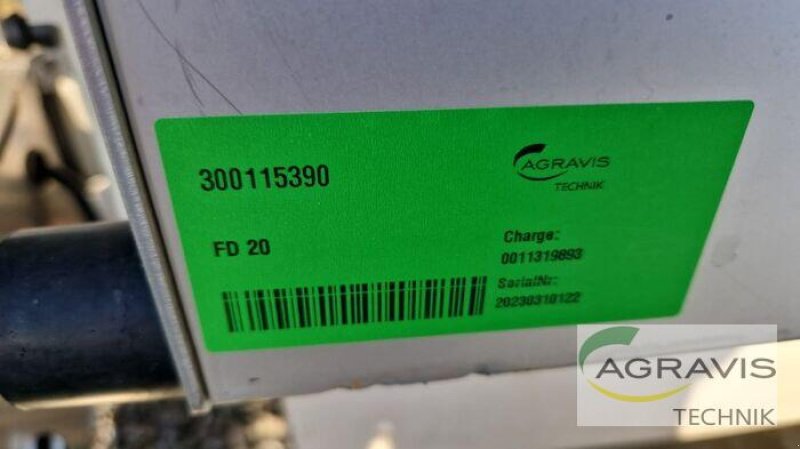 300115390
AGRAVIS
TECHNIK
FD 20
Charge:
0011319893
SerialNr:
20230310122
AGRAVIS
TECHNIK